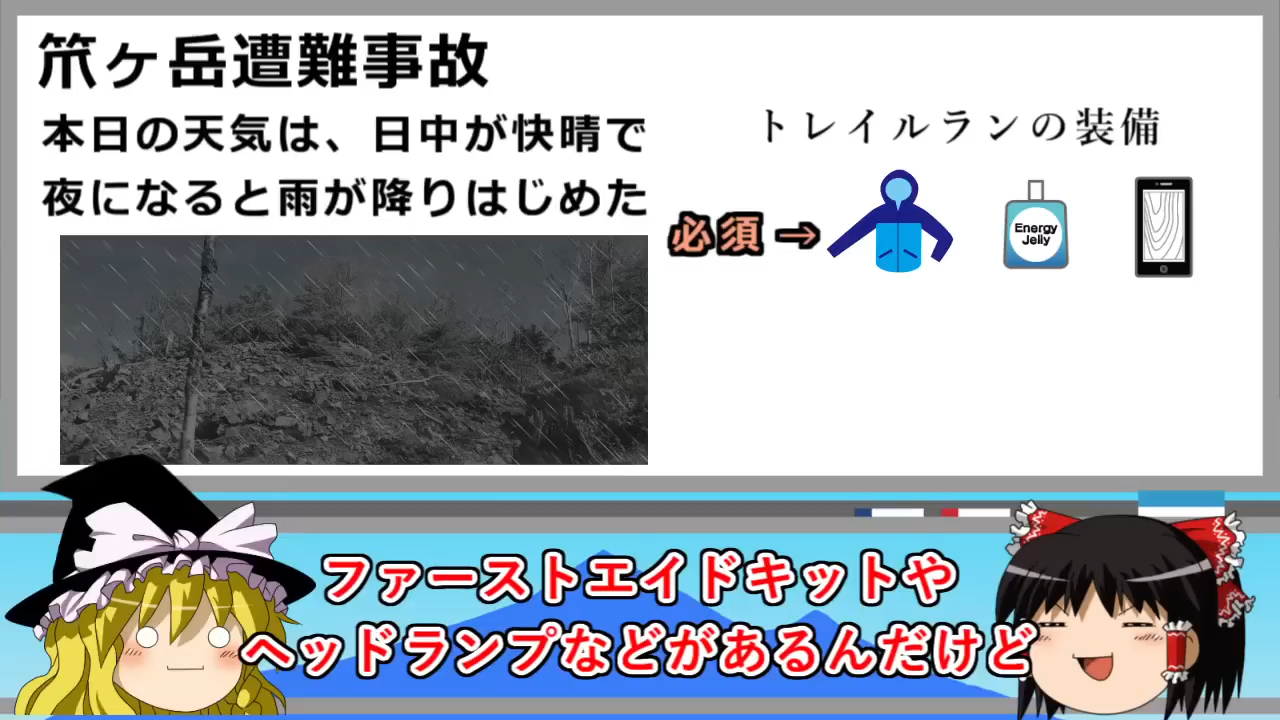 笊ヶ岳遭難事故
本日の天気は、日中が快晴で
夜になると雨が降りはじめた
トレイルランの装備
必須→
Energy
Jelly
ファーストエイドキットや
ヘッドランプなどがあるんだけど